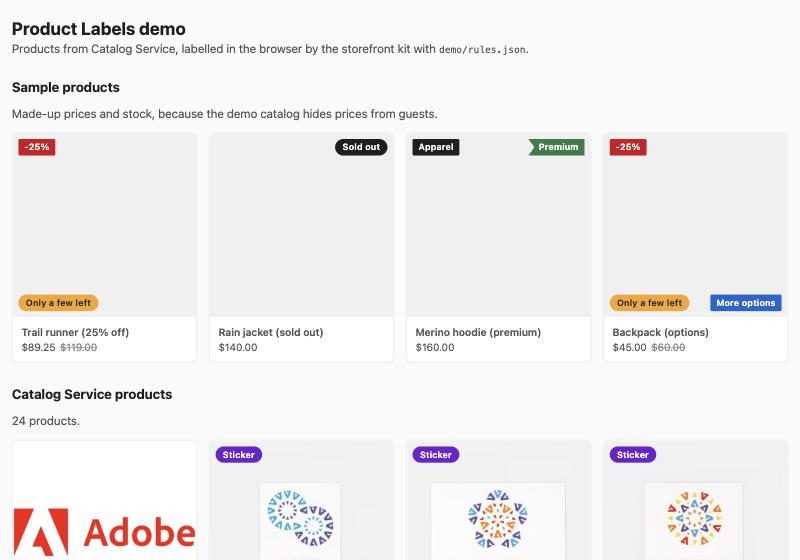 Product Labels demo
Products from Catalog Service, labelled in the browser by the storefront kit with demo/rules.json.
Sample products
Made-up prices and stock, because the demo catalog hides prices from guests.
-25%
Only a few left
Trail runner (25% off)
$89.25 $119.00
Sold out
Rain jacket (sold out)
$140.00
Apparel
Premium
Merino hoodie (premium)
$160.00
-25%
Only a few left
More options
Backpack (options)
$45.00 $60.00
Catalog Service products
24 products.
Adobe
Sticker
Sticker
Sticker